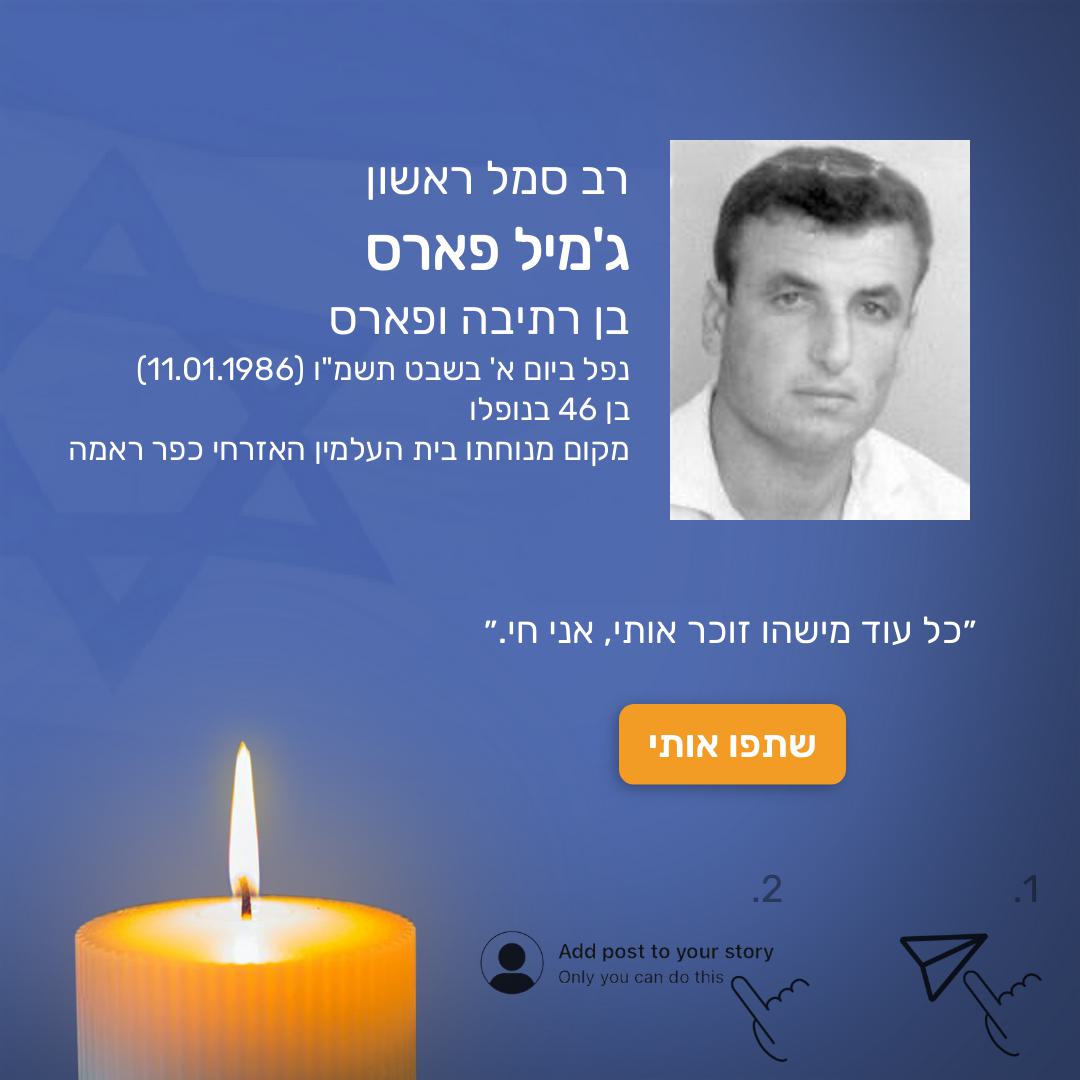 רב סמל ראשון
ג'מיל פארס
בן רתיבה ופארס
נפל ביום א' בשבט תשמ"ו (11.01.1986)
בן 46 בנופלו
מקום מנוחתו בית העלמין האזרחי כפר ראמה
״כל עוד מישהו זוכר אותי, אני חי.״
שתפו אותי
.1
.2
Add post to your story
Only you can do this